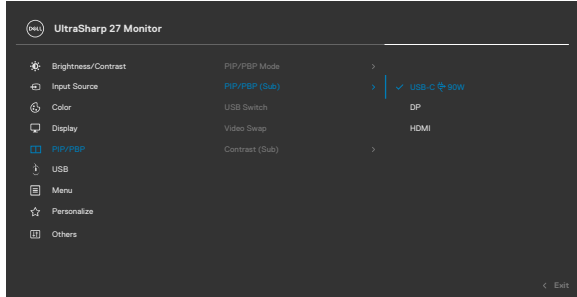 DELL UltraSharp 27 Monitor
Brightness/Contrast
Input Source
Color
Display
PIP/PBP
USB
Menu
Personalize
Others
PIP/PBP Mode
PIP/PBP (Sub)
USB Switch
Video Swap
Contrast (Sub)
USB-C 90W
DP
HDMI
Exit